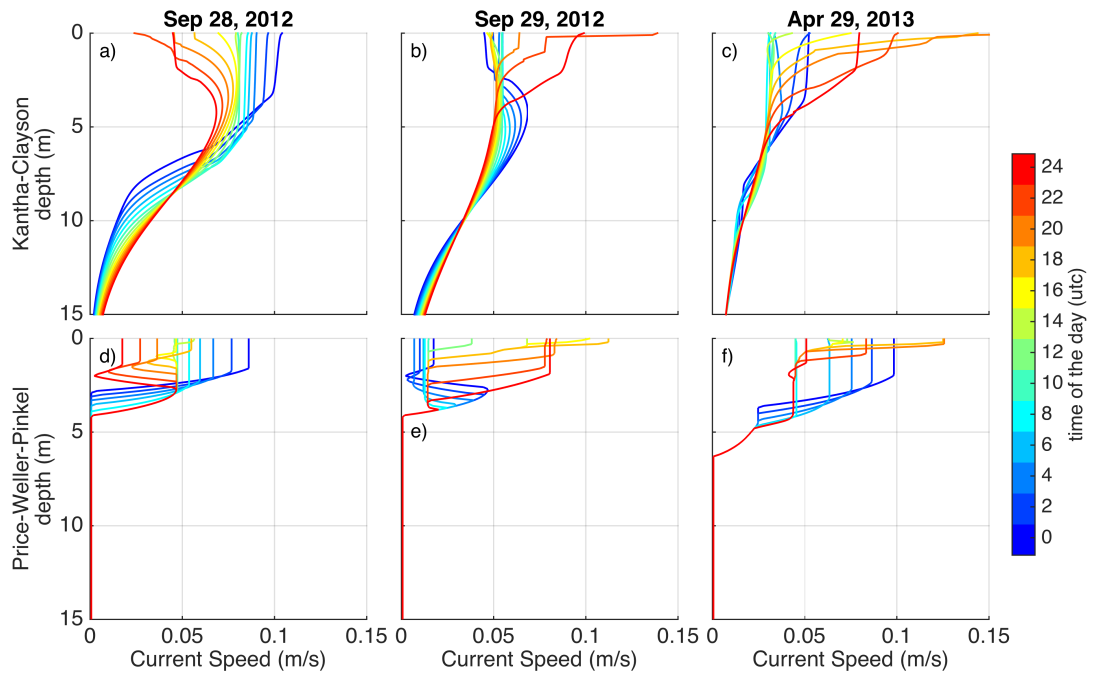 Sep 28, 2012
Sep 29, 2012
Apr 29, 2013
Kantha-Clayson
depth (m)
0
5
10
15
a)
b)
c)
Price-Weller-Pinkel
depth (m)
0
5
10
15
d)
e)
f)
0
0.05
0.1
0.15
0
0.05
0.1
0.15
0
0.05
0.1
0.15
Current Speed (m/s)
Current Speed (m/s)
Current Speed (m/s)
24
22
20
18
16
14
12
10
8
6
4
2
0
time of the day (utc)